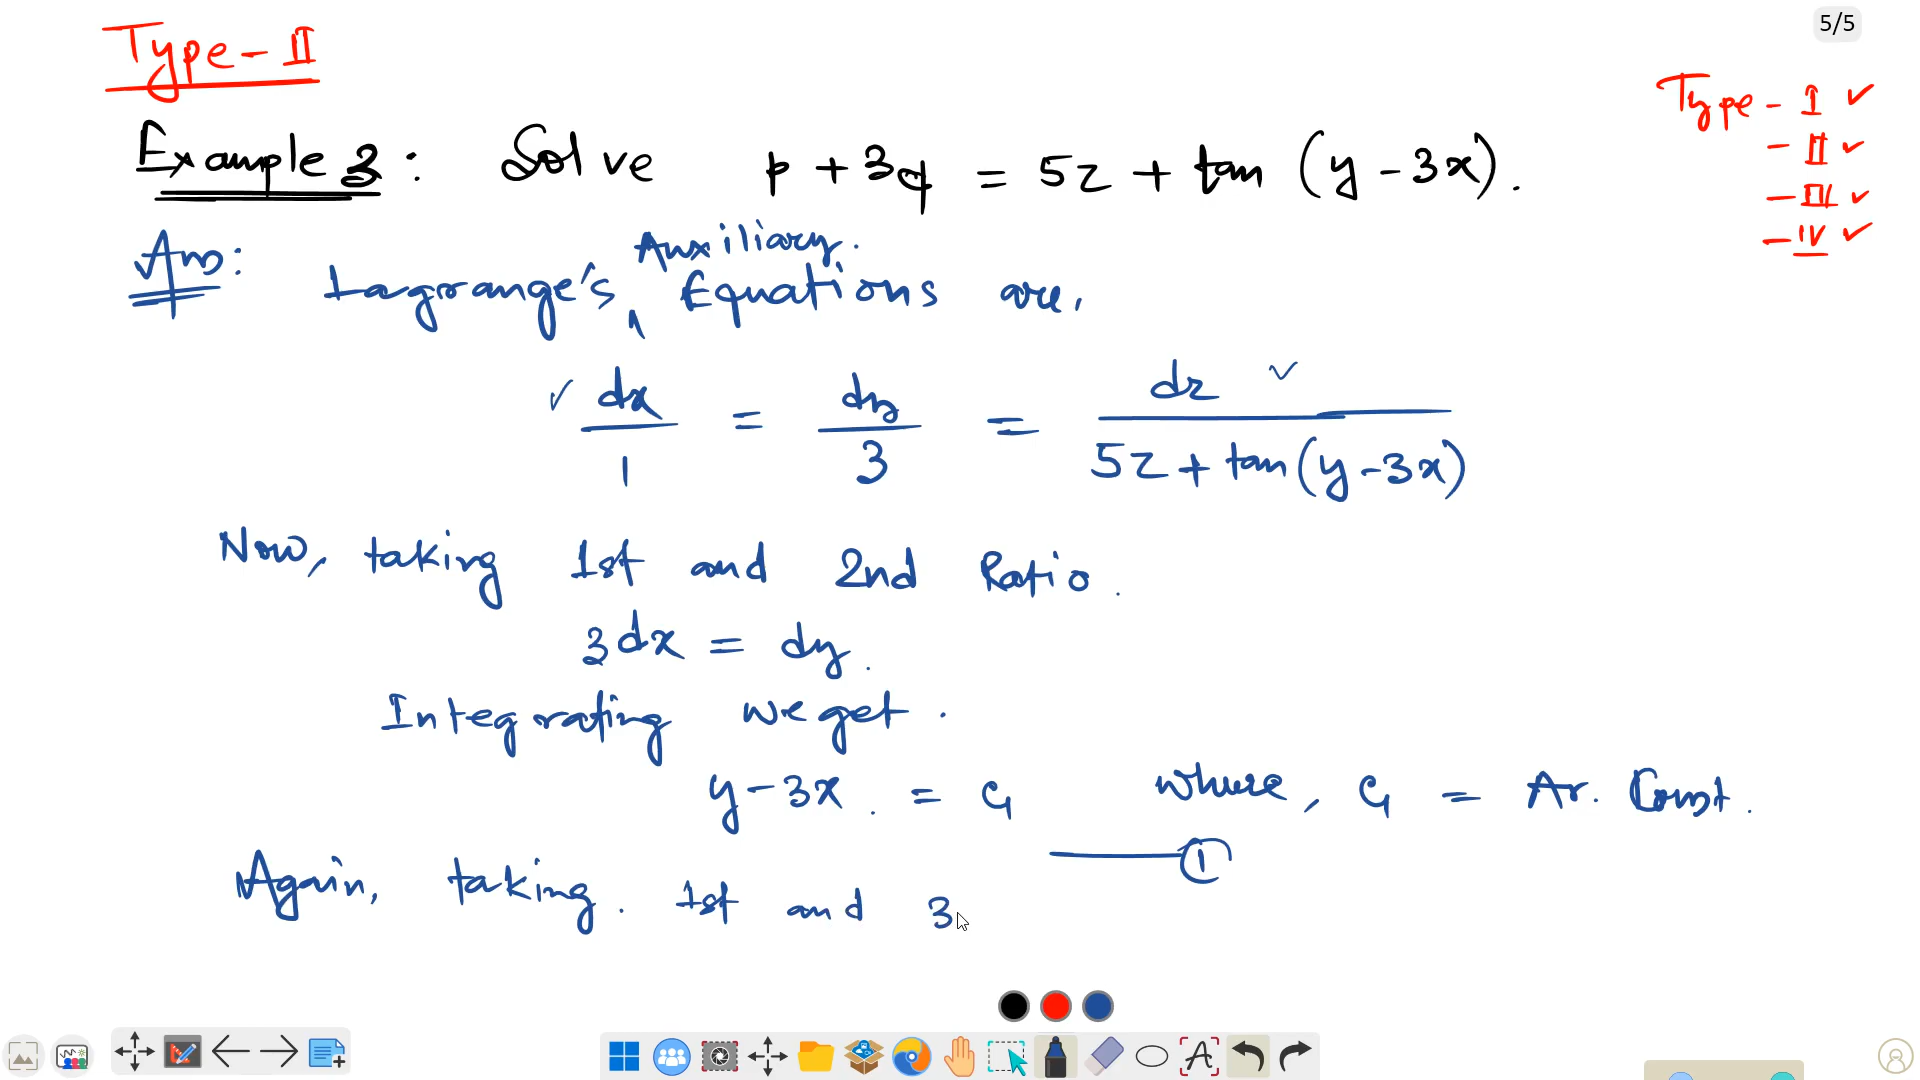 5/5
Type - II
Type - I ✓
- II ✓
- III ✓
- IV ✓
Example 3 : Solve p + 3q = 5z + tan (y - 3x).
Ans: Lagrange's Auxiliary Equations are,
✓ dx/1 = dy/3 = dz/(5z + tan(y - 3x)) ✓
Now, taking 1st and 2nd Ratio.
3dx = dy.
Integrating we get.
y - 3x. = c₁ where, c₁ = Ar. Const.
①
Again, taking. 1st and 3